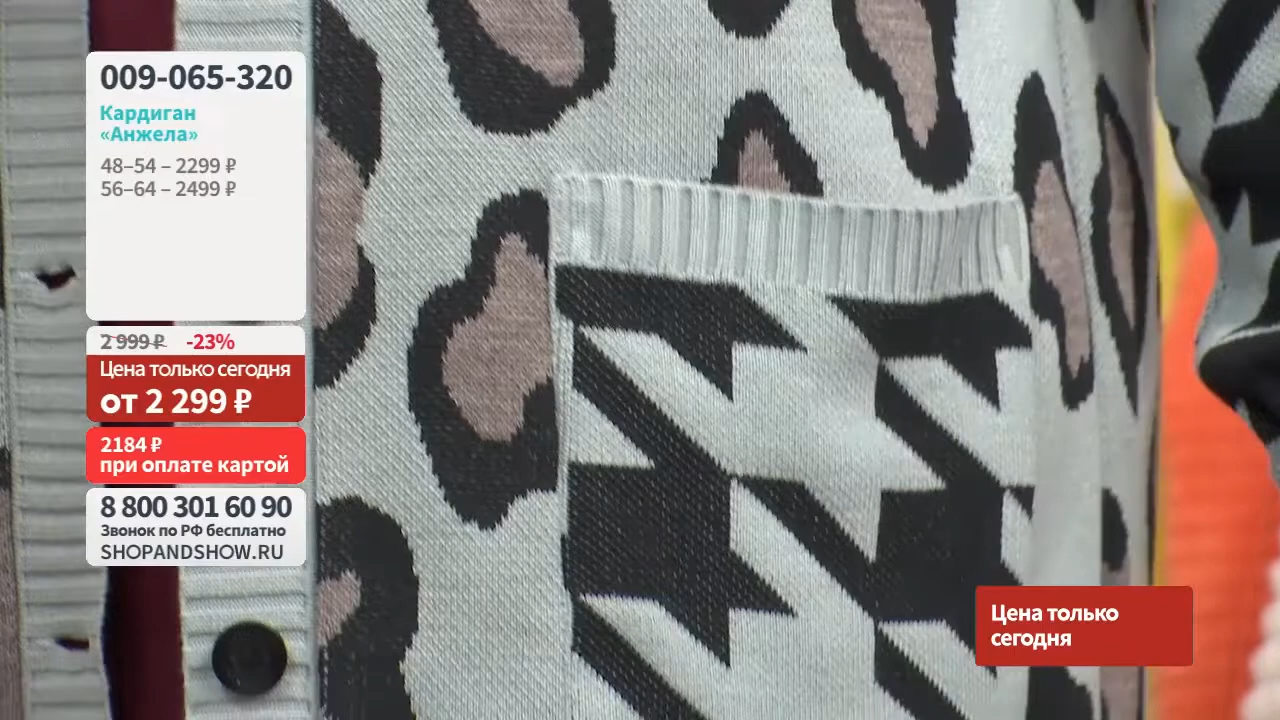 009-065-320
Кардиган
«Анжела»
48–54 – 2299 ₽
56–64 – 2499 ₽
2 999 ₽ -23%
Цена только сегодня
от 2 299 ₽
2184 ₽
при оплате картой
8 800 301 60 90
Звонок по РФ бесплатно
SHOPANDSHOW.RU
Цена только
сегодня